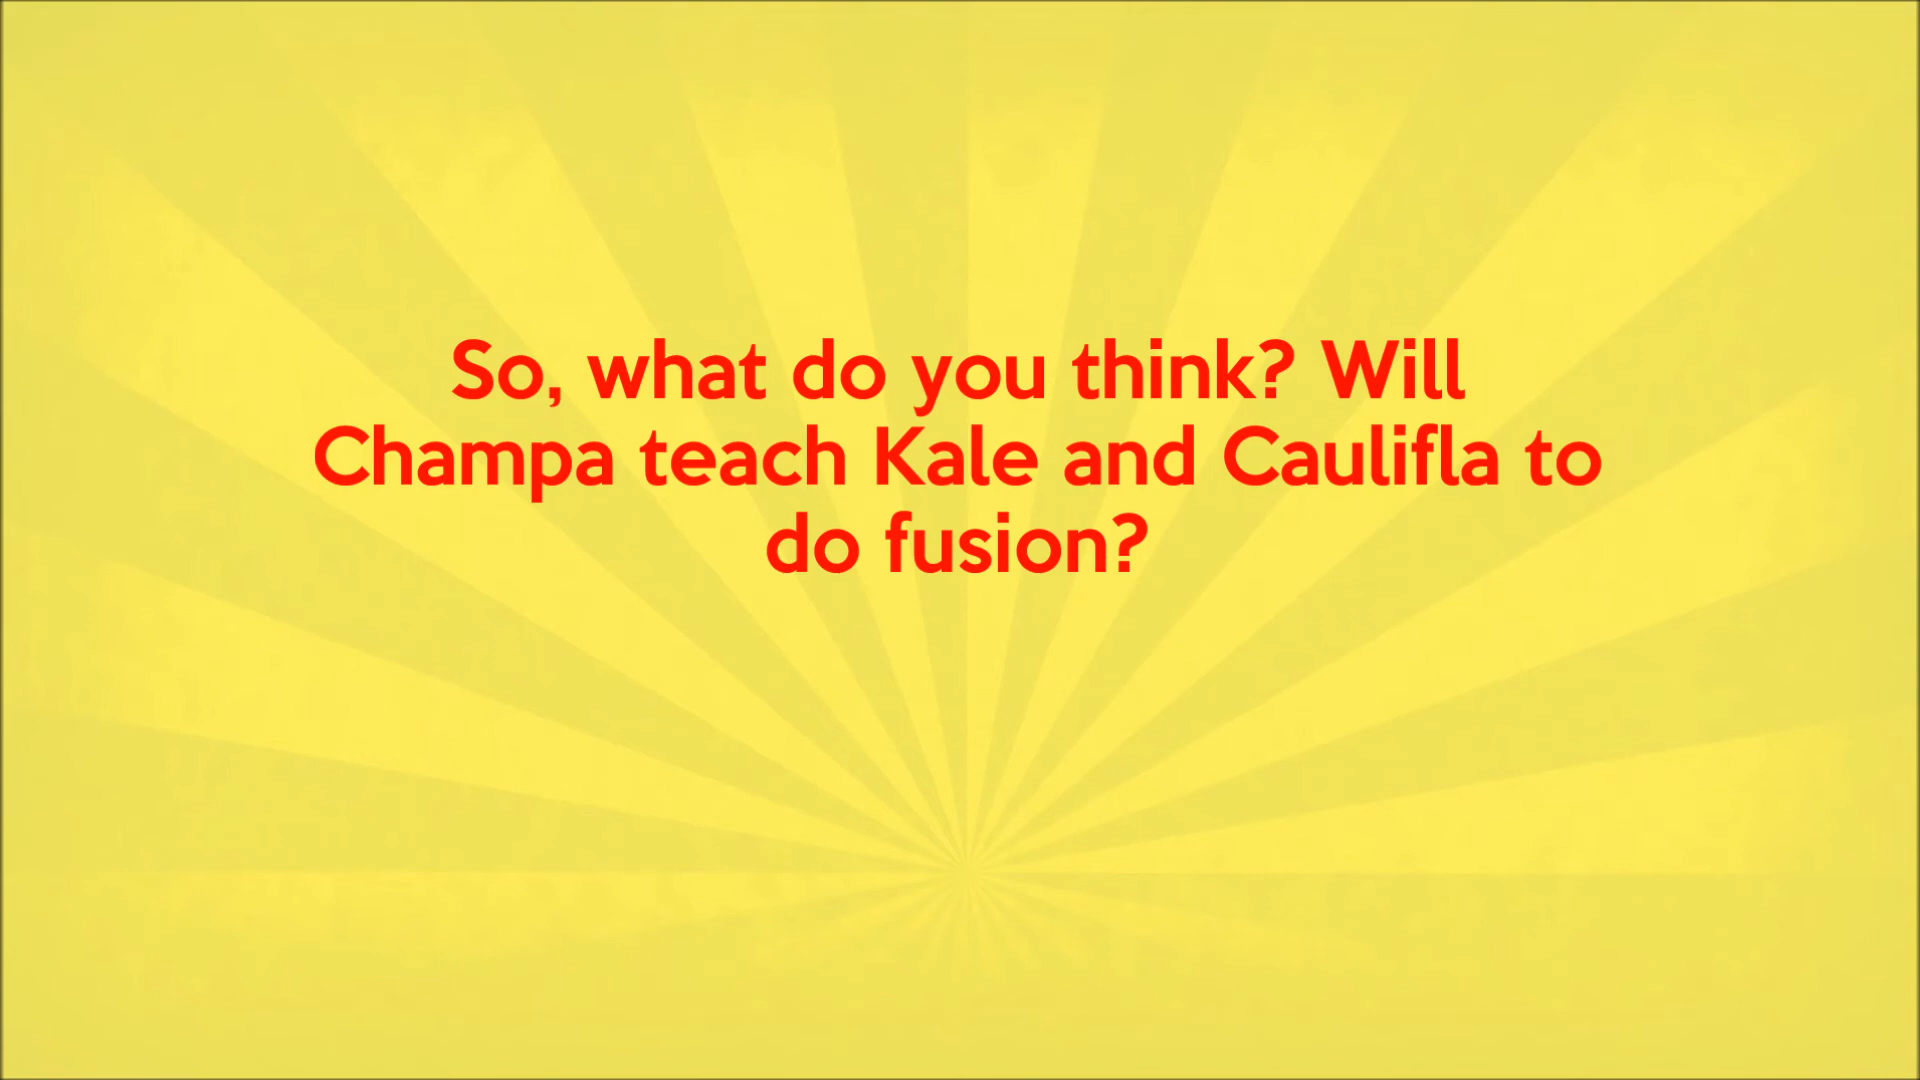 So, what do you think? Will
Champa teach Kale and Caulifla to
do fusion?